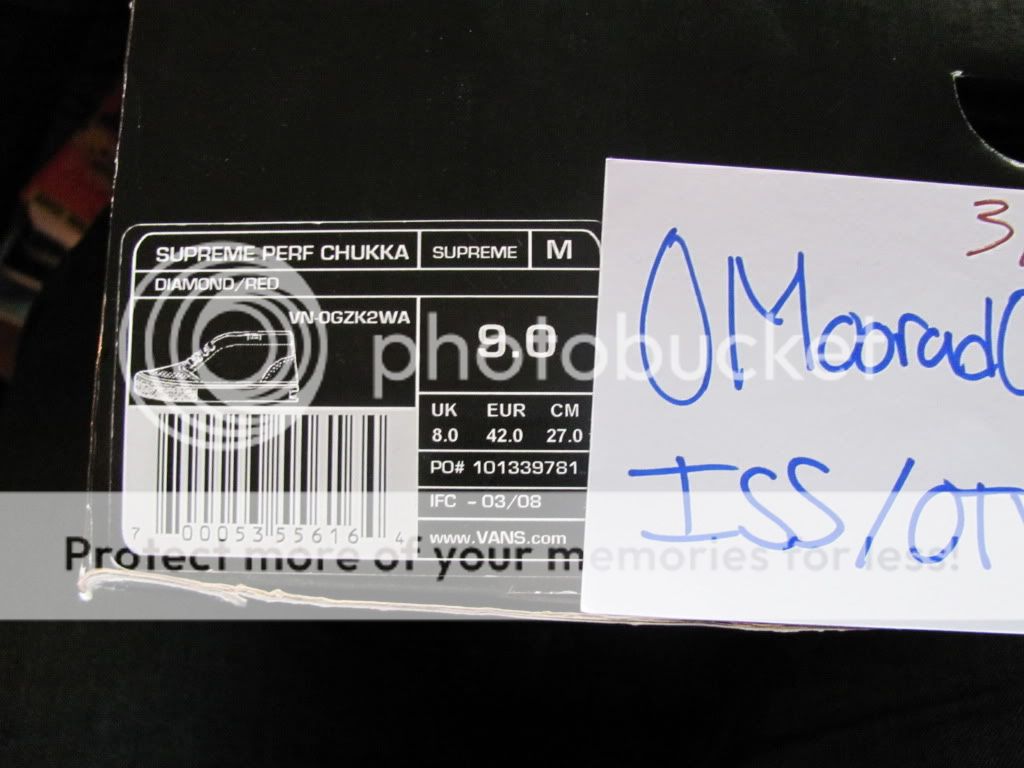 SUPREME PERF CHUKKA SUPREME M
DIAMOND/RED
VN-0GZK2WA
9.0
UK EUR CM
8.0 42.0 27.0
PO# 101339781
IFC - 03/08
www.VANS.com
7 00053 55616 4
3
Moorad
ISS/OT
photobucket
Protect more of your memories for less!